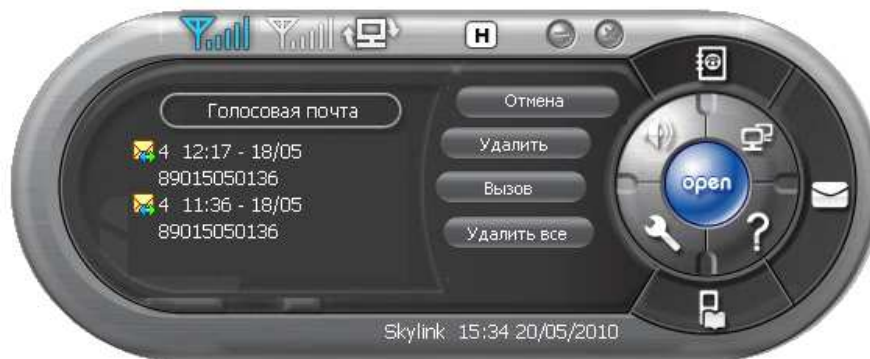 H
Голосовая почта
4 12:17 - 18/05
89015050136
4 11:36 - 18/05
89015050136
Отмена
Удалить
Вызов
Удалить все
open
?
Skylink 15:34 20/05/2010